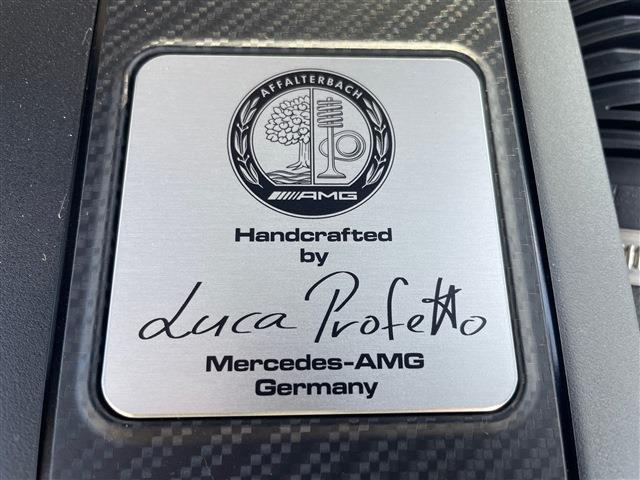 AFFALTERBACH
AMG
Handcrafted
by
Luca Profetto
Mercedes-AMG
Germany